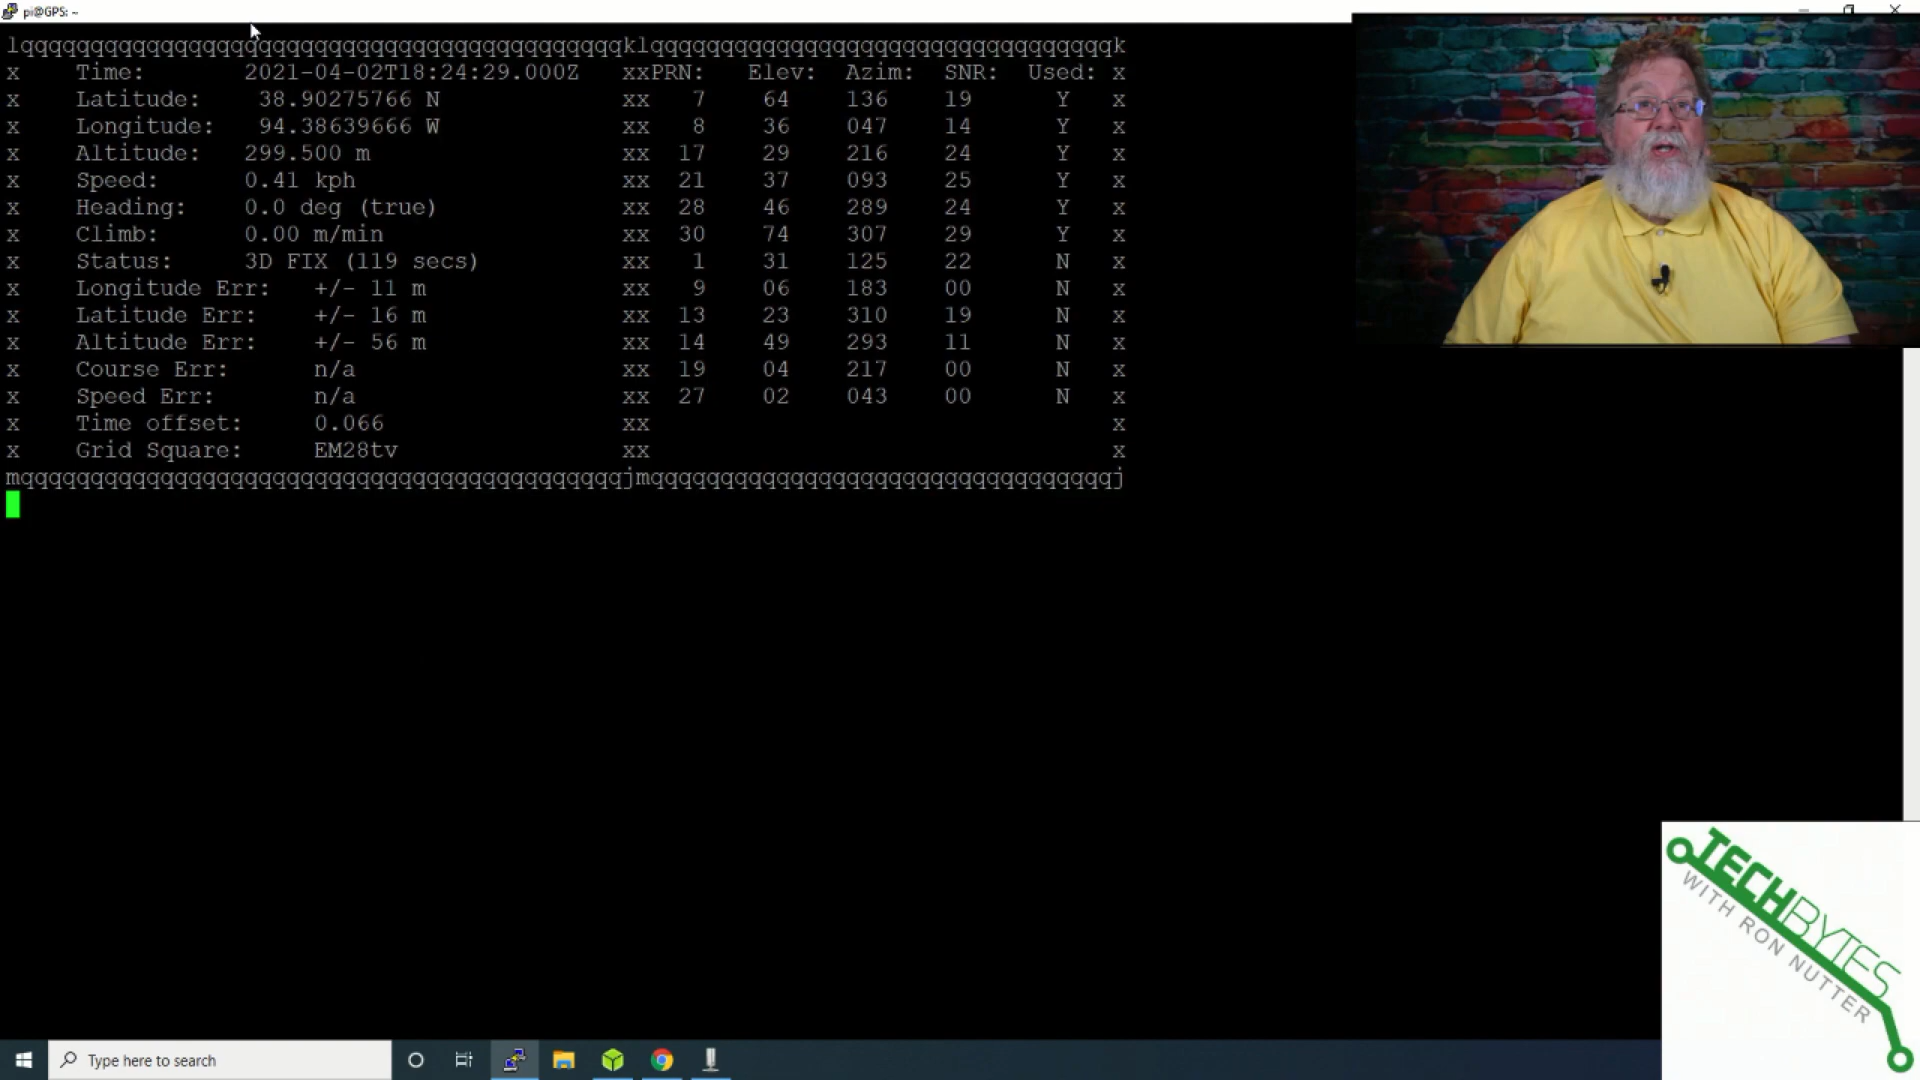 pi@GPS: ~
lqqqqqqqqqqqqqqqqqqqqqqqqqqqqqqqqqqqqqqqqqqqklqqqqqqqqqqqqqqqqqqqqqqqqqqqqqqqqqk
x    Time:       2021-04-02T18:24:29.000Z   xxPRN:   Elev:  Azim:  SNR:  Used: x
x    Latitude:    38.90275766 N             xx   7    64    136    19      Y   x
x    Longitude:   94.38639666 W             xx   8    36    047    14      Y   x
x    Altitude:   299.500 m                  xx  17    29    216    24      Y   x
x    Speed:      0.41 kph                   xx  21    37    093    25      Y   x
x    Heading:    0.0 deg (true)             xx  28    46    289    24      Y   x
x    Climb:      0.00 m/min                 xx  30    74    307    29      Y   x
x    Status:     3D FIX (119 secs)          xx   1    31    125    22      N   x
x    Longitude Err:   +/- 11 m              xx   9    06    183    00      N   x
x    Latitude Err:    +/- 16 m              xx  13    23    310    19      N   x
x    Altitude Err:    +/- 56 m              xx  14    49    293    11      N   x
x    Course Err:      n/a                   xx  19    04    217    00      N   x
x    Speed Err:       n/a                   xx  27    02    043    00      N   x
x    Time offset:     0.066                 xx                                 x
x    Grid Square:     EM28tv                xx                                 x
mqqqqqqqqqqqqqqqqqqqqqqqqqqqqqqqqqqqqqqqqqqqjmqqqqqqqqqqqqqqqqqqqqqqqqqqqqqqqqqj
TECHBYTES
WITH RON NUTTER
Type here to search